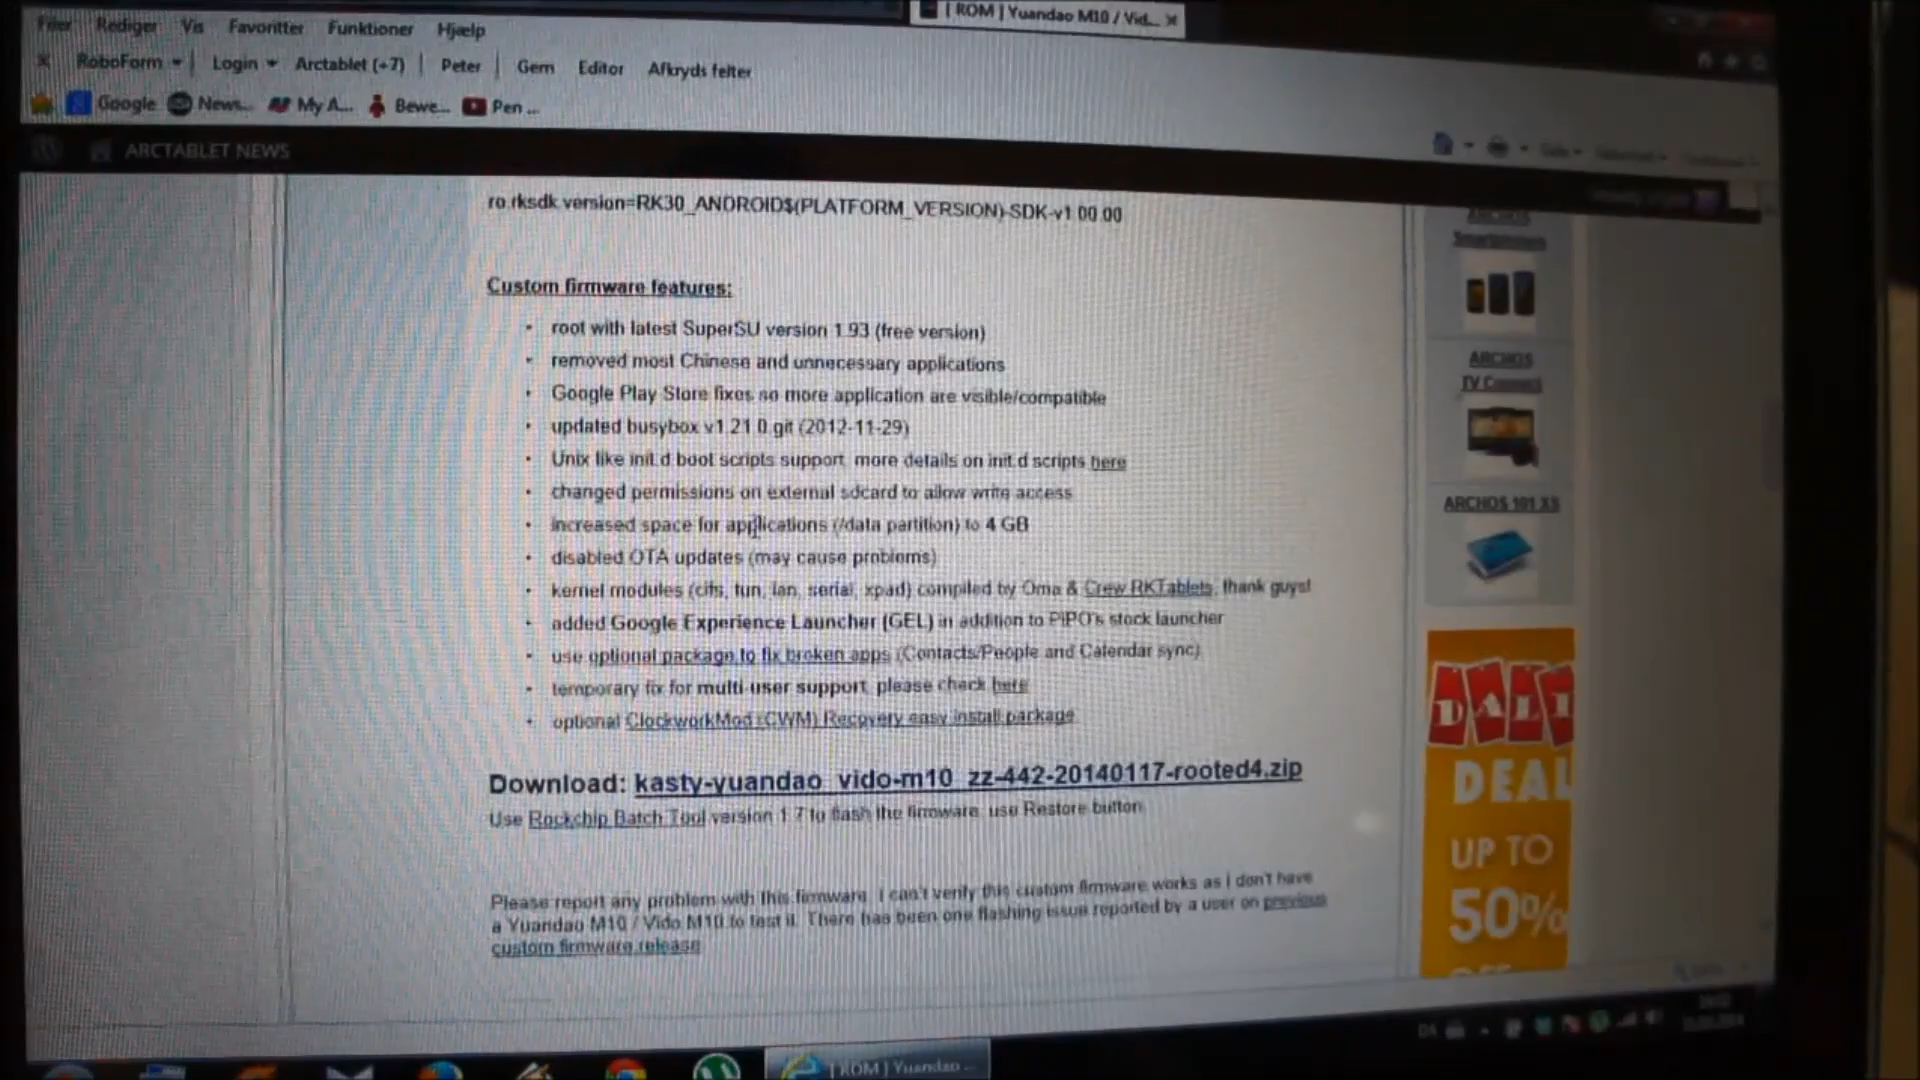 [ ROM ] Yuandao M10 / Vid...
Filer Rediger Vis Favoritter Funktioner Hjælp
x RoboForm Login Arctablet (+7) Peter Gem Editor Afkryds felter
Google News... My A... Bewe... Pen ...
ARCTABLET NEWS
ro.rksdk.version=RK30_ANDROID$(PLATFORM_VERSION)-SDK-v1.00.00
Custom firmware features:
• root with latest SuperSU version 1.93 (free version)
• removed most Chinese and unnecessary applications
• Google Play Store fixes so more application are visible/compatible
• updated busybox v1.21.0.git (2012-11-29)
• Unix like init.d boot scripts support, more details on init.d scripts here
• changed permissions on external sdcard to allow write access
• increased space for applications (/data partition) to 4 GB
• disabled OTA updates (may cause problems)
• kernel modules (cifs, tun, lan, serial, xpad) compiled by Oma & Crew RKTablets, thank guys!
• added Google Experience Launcher (GEL) in addition to PiPO's stock launcher
• use optional package to fix broken apps (Contacts/People and Calendar sync)
• temporary fix for multi-user support, please check here
• optional ClockworkMod (CWM) Recovery easy install package
Download: kasty-yuandao_vido-m10_zz-442-20140117-rooted4.zip
Use Rockchip Batch Tool version 1.7 to flash the firmware, use Restore button
Please report any problem with this firmware. I can't verify this custom firmware works as I don't have
a Yuandao M10 / Vido M10 to test it. There has been one flashing issue reported by a user on previous
custom firmware release
ARCHOS
Smartphones
ARCHOS
TV Connect
ARCHOS 101 XS
DEAL
UP TO
50%
OFF
DA
[ ROM ] Yuandao ...